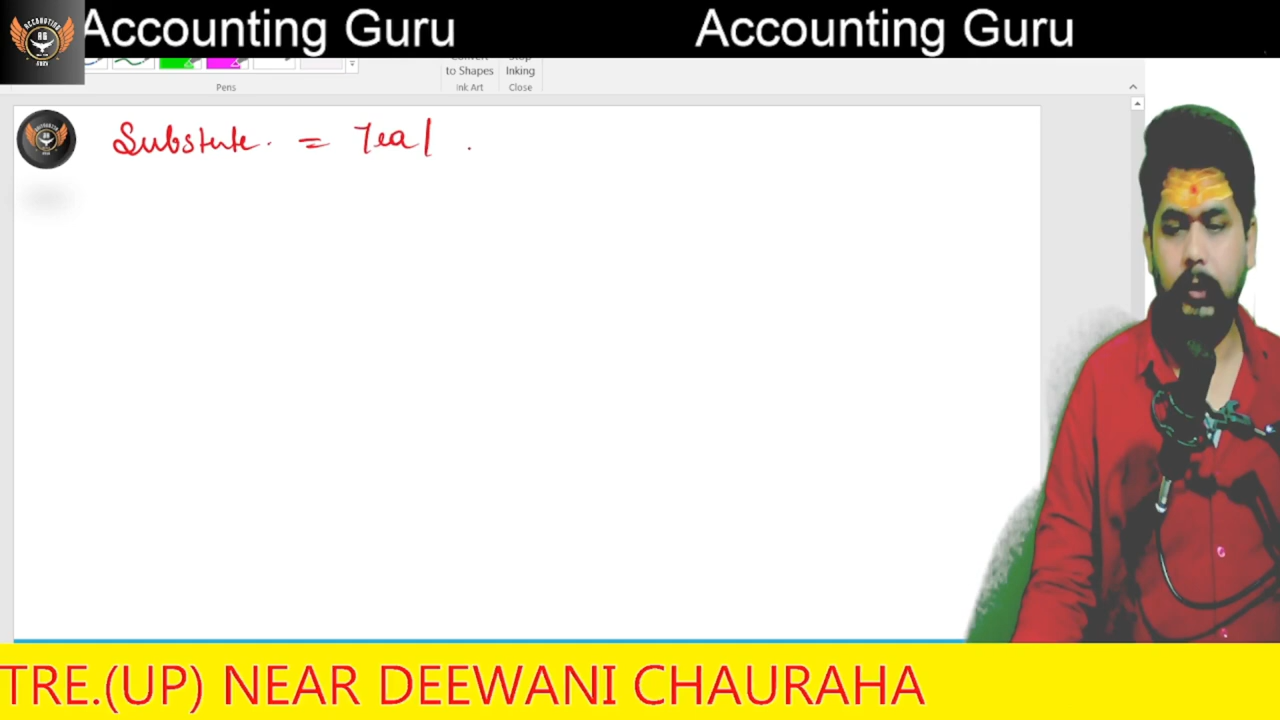 Accounting Guru Accounting Guru
to Shapes Inking
Pens Ink Art Close
Substute. = Tea/ .
TRE.(UP) NEAR DEEWANI CHAURAHA